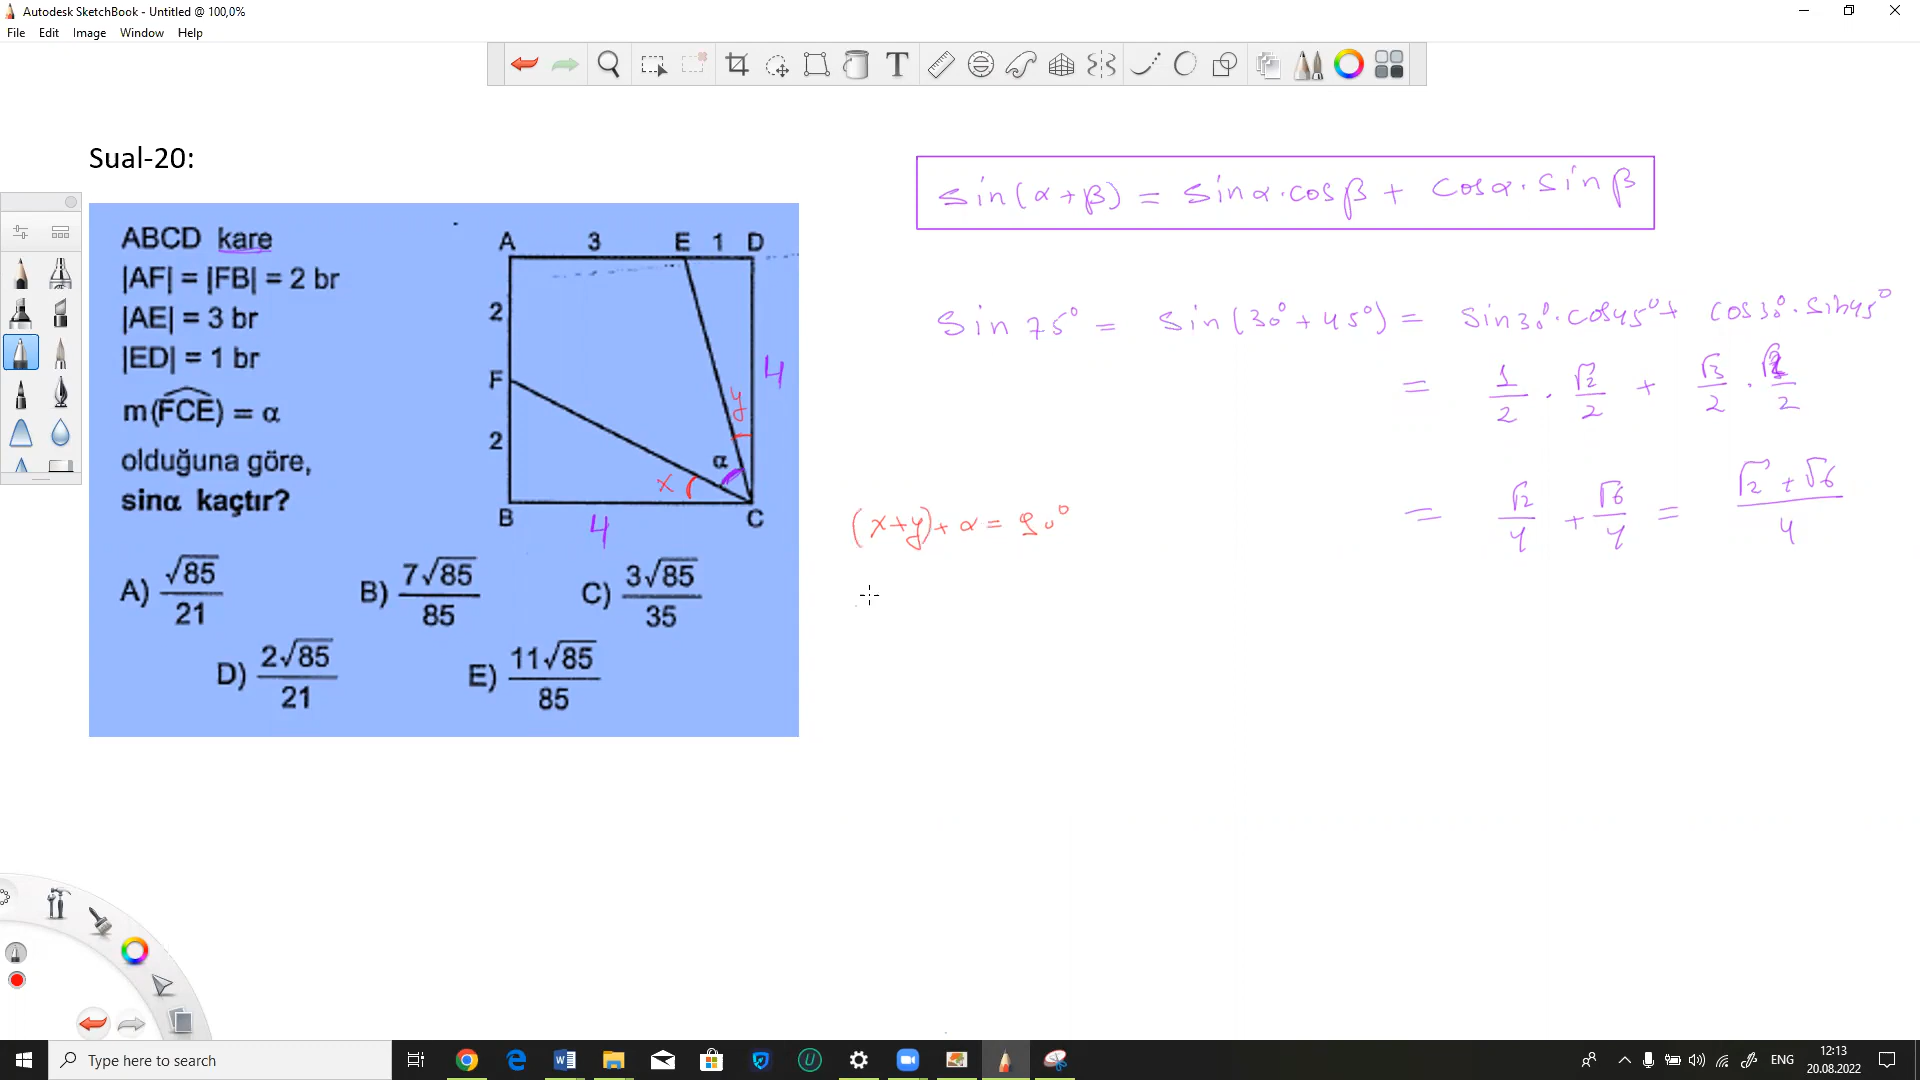 Autodesk SketchBook - Untitled @ 100,0%
File Edit Image Window Help
Sual-20:
ABCD kare
|AF| = |FB| = 2 br
|AE| = 3 br
|ED| = 1 br
m(FCE) = α
olduğuna göre,
sinα kaçtır?
A 3 E 1 D
2
4
F
y
2
α
x
B 4 C
A) √85/21 B) 7√85/85 C) 3√85/35
D) 2√85/21 E) 11√85/85
sin(α+β) = sinα·cosβ + cosα·sinβ
sin 75° = sin(30°+45°) = sin30°·cos45° + cos30°·sin45°
= 1/2 · √2/2 + √3/2 · √2/2
= √2/4 + √6/4 = √2+√6/4
(x+y)+α = 90°
Type here to search
ENG
12:13
20.08.2022